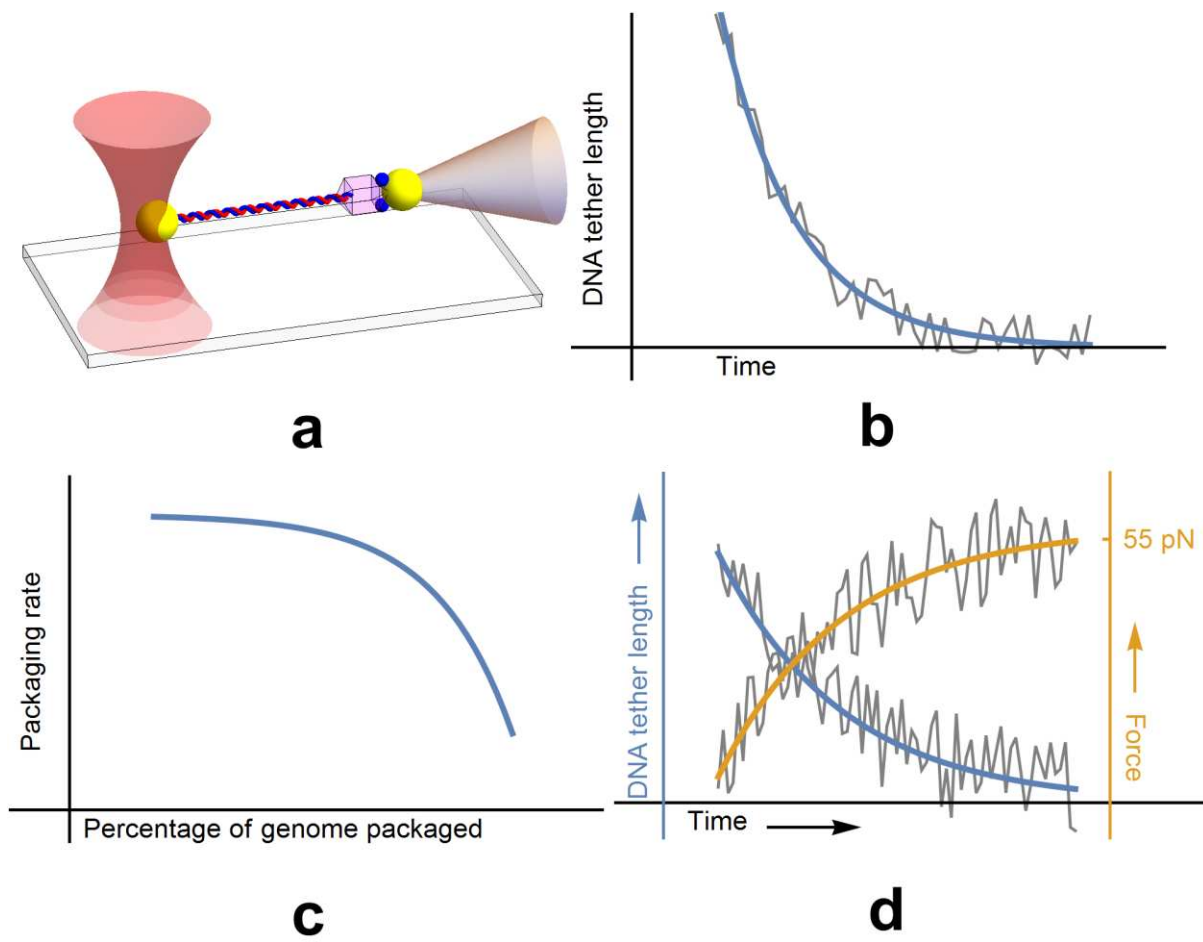 DNA tether length
Time
a
b
Packaging rate
Percentage of genome packaged
c
DNA tether length
Time
55 pN
Force
d